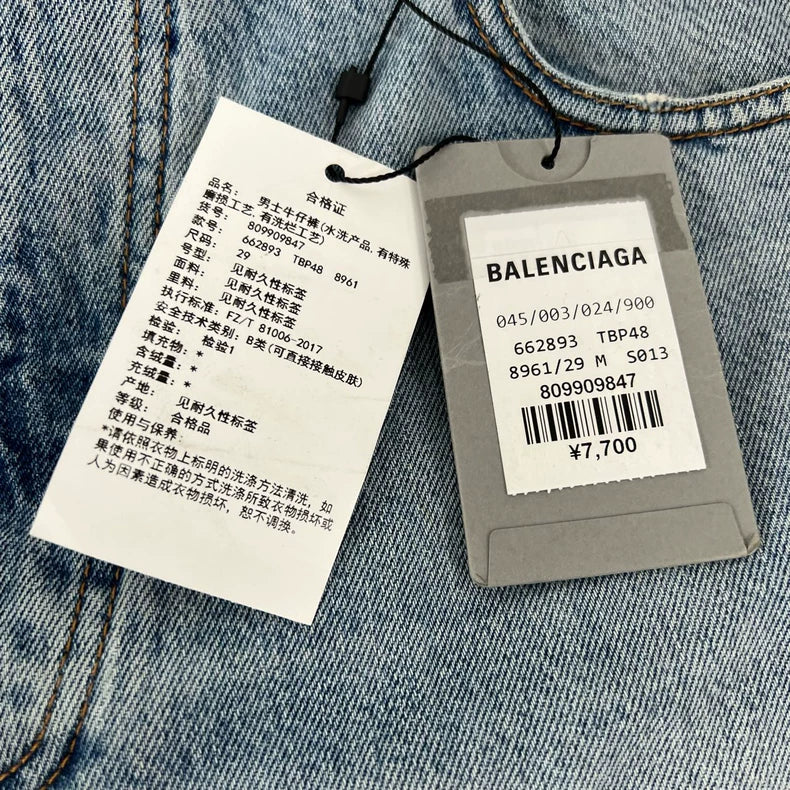 合格证
品名： 男士牛仔裤(水洗产品，有特殊
磨损工艺，有洗烂工艺)
货号： 809909847
款号： 662893 TBP48 8961
尺码： 29
号型： 见耐久性标签
面料： 见耐久性标签
里料： 见耐久性标签
执行标准：FZ/T 81006-2017
安全技术类别：B类(可直接接触皮肤)
检验： 检验1
填充物：*
含绒量：*
充绒量：*
产地： 见耐久性标签
等级： 合格品
使用与保养：
*请依照衣物上标明的洗涤方法清洗，如
果使用不正确的方式洗涤所致衣物损坏或
人为因素造成衣物损坏，恕不调换。
BALENCIAGA
045/003/024/900
662893 TBP48
8961/29 M S013
809909847
¥7,700